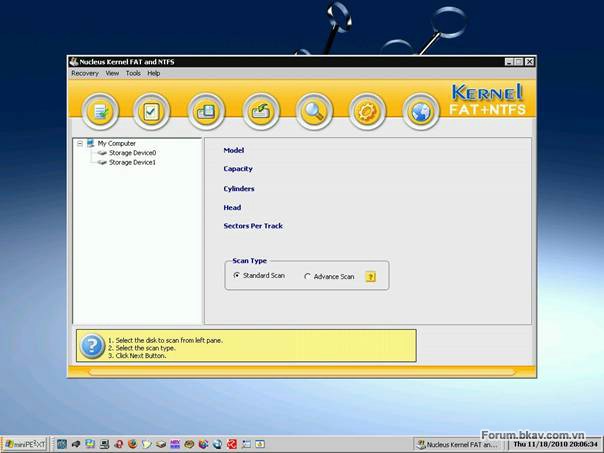 Nucleus Kernel FAT and NTFS
Recovery View Tools Help
KERNEL
FAT+NTFS
My Computer
Storage Device0
Storage Device1
Model
Capacity
Cylinders
Head
Sectors Per Track
Scan Type
Standard Scan
Advance Scan
?
?
1. Select the disk to scan from left pane.
2. Select the scan type.
3. Click Next Button.
Forum.bkav.com.vn
miniPE²XT
Nucleus Kernel FAT an...
Thu 11/18/2010 20:06:34